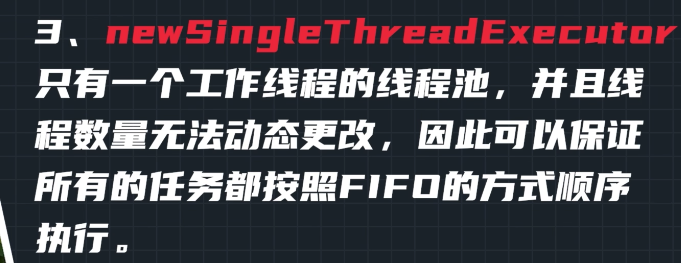 3、newSingleThreadExecutor
只有一个工作线程的线程池，并且线
程数量无法动态更改，因此可以保证
所有的任务都按照FIFO的方式顺序
执行。